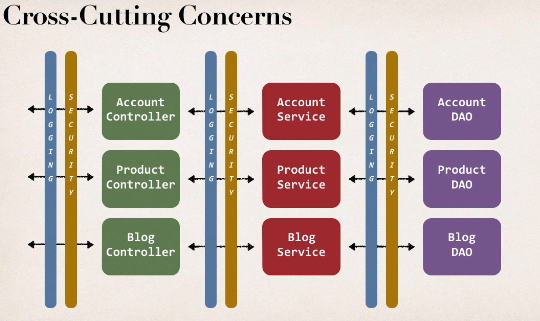 Cross-Cutting Concerns
LOGGING
SECURITY
Account
Controller
LOGGING
SECURITY
Account
Service
LOGGING
SECURITY
Account
DAO
Product
Controller
Product
Service
Product
DAO
Blog
Controller
Blog
Service
Blog
DAO